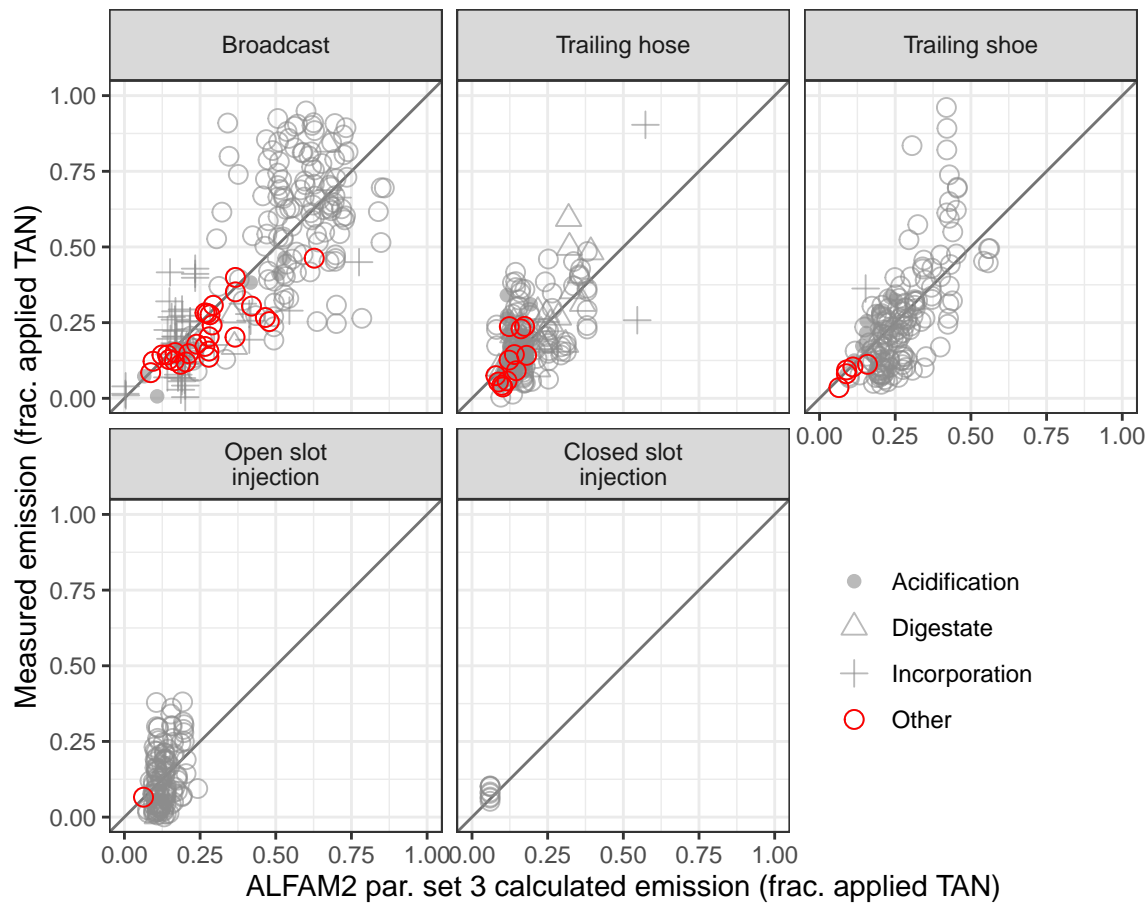 Broadcast
Trailing hose
Trailing shoe
1.00
0.75
0.50
0.25
0.00
0.00 0.25 0.50 0.75 1.00
Open slot
injection
Closed slot
injection
1.00
0.75
0.50
0.25
0.00
0.00 0.25 0.50 0.75 1.00
0.00 0.25 0.50 0.75 1.00
Acidification
Digestate
Incorporation
Other
Measured emission (frac. applied TAN)
ALFAM2 par. set 3 calculated emission (frac. applied TAN)